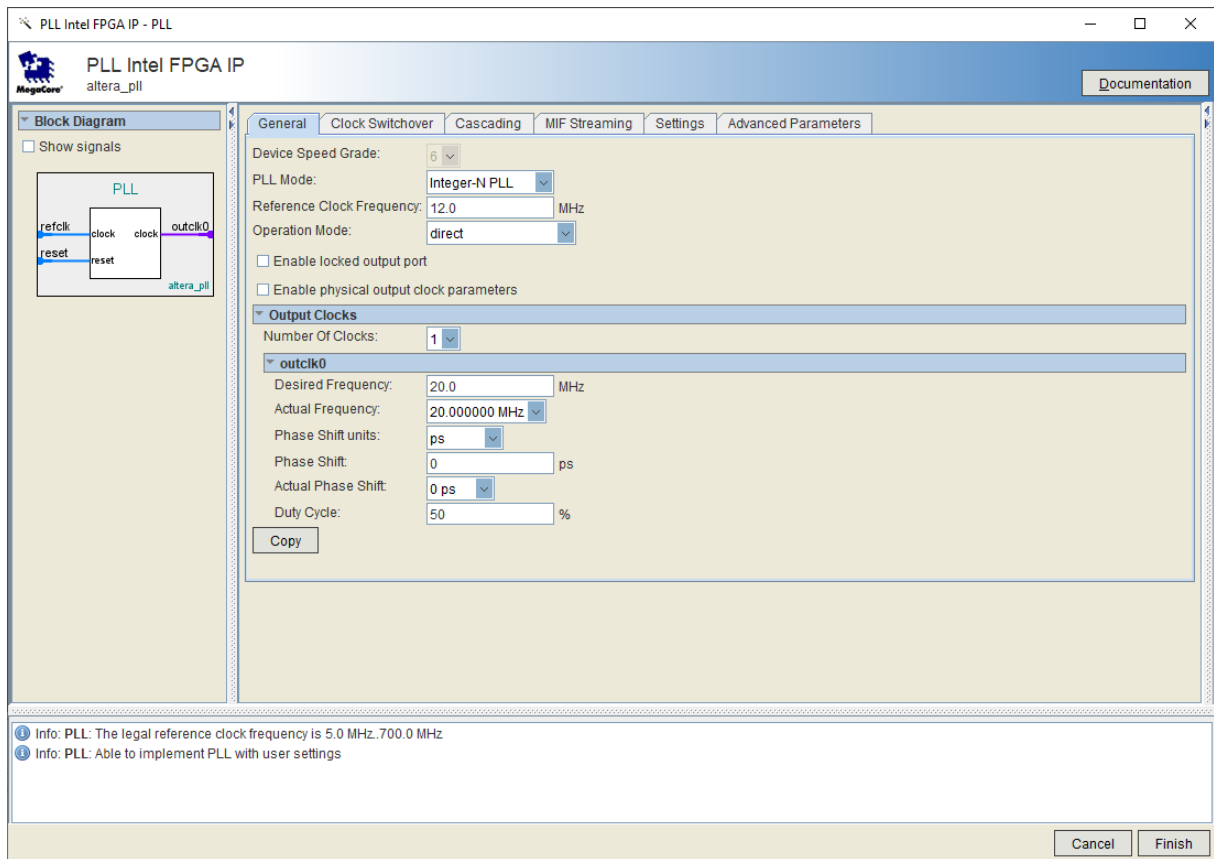 PLL Intel FPGA IP - PLL
PLL Intel FPGA IP
altera_pll
MegaCore'
Documentation
Block Diagram
Show signals
PLL
refclk
clock
clock
outclk0
reset
reset
altera_pll
General
Clock Switchover
Cascading
MIF Streaming
Settings
Advanced Parameters
Device Speed Grade:
6
PLL Mode:
Integer-N PLL
Reference Clock Frequency:
12.0
MHz
Operation Mode:
direct
Enable locked output port
Enable physical output clock parameters
Output Clocks
Number Of Clocks:
1
outclk0
Desired Frequency:
20.0
MHz
Actual Frequency:
20.000000 MHz
Phase Shift units:
ps
Phase Shift:
0
ps
Actual Phase Shift:
0 ps
Duty Cycle:
50
%
Copy
Info: PLL: The legal reference clock frequency is 5.0 MHz..700.0 MHz
Info: PLL: Able to implement PLL with user settings
Cancel
Finish